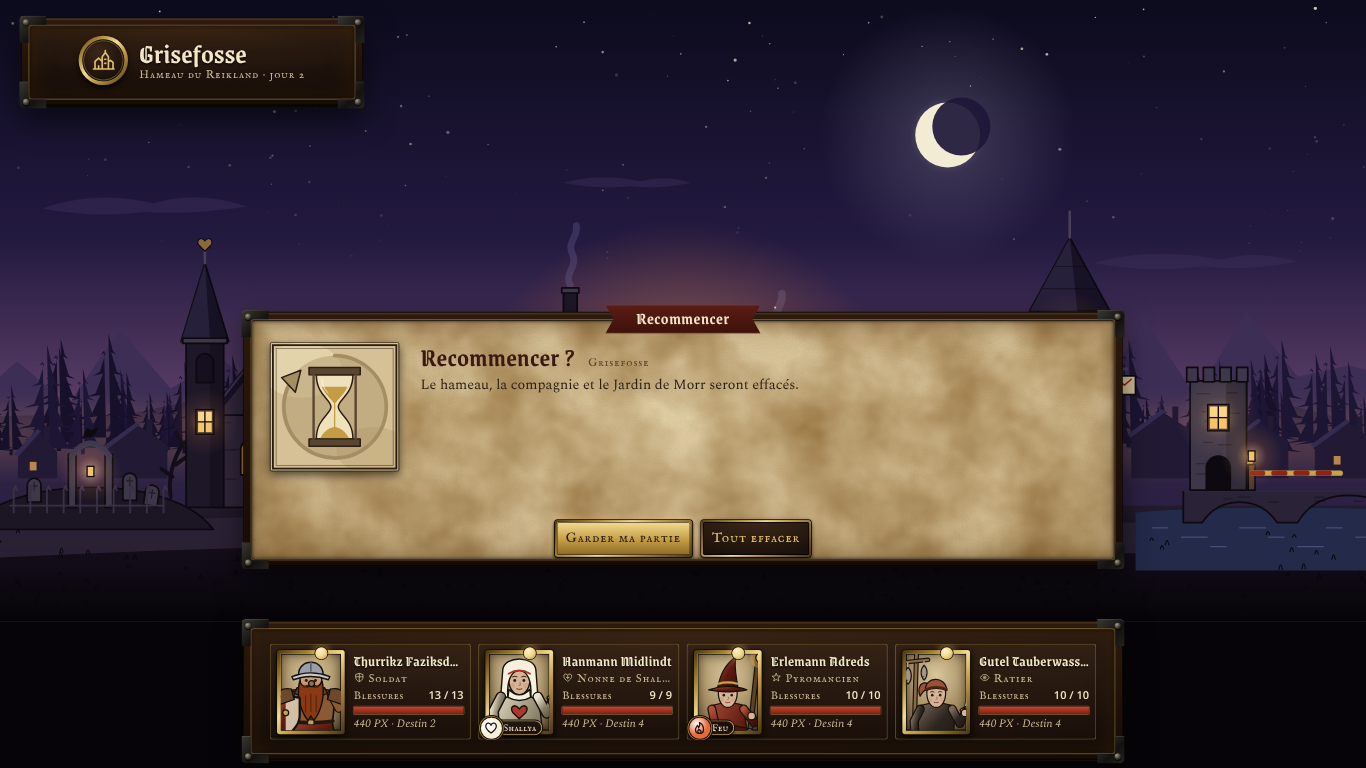 Grisefosse
Hameau du Reikland · jour 2
Recommencer
Recommencer ? Grisefosse
Le hameau, la compagnie et le Jardin de Morr seront effacés.
Garder ma partie
Tout effacer
Thurrikz Faziksd...
Soldat
Blessures 13 / 13
440 PX · Destin 2
Hanmann Midlindt
Nonne de Shal...
Blessures 9 / 9
440 PX · Destin 4
Shallya
Erlemann Adreds
Pyromancien
Blessures 10 / 10
440 PX · Destin 4
Feu
Gutel Tauberwass...
Ratier
Blessures 10 / 10
440 PX · Destin 4